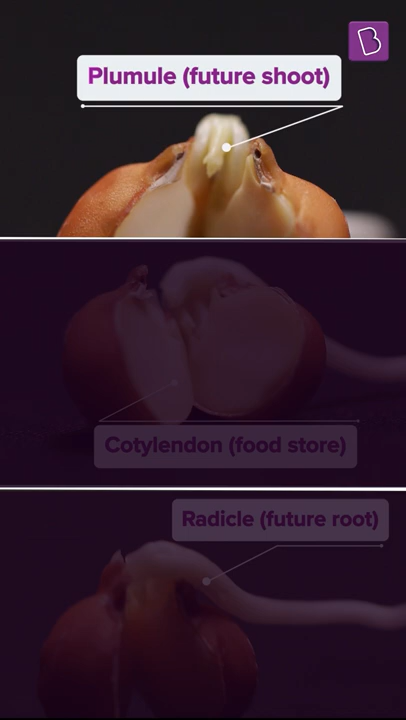 B
Plumule (future shoot)
Cotylendon (food store)
Radicle (future root)